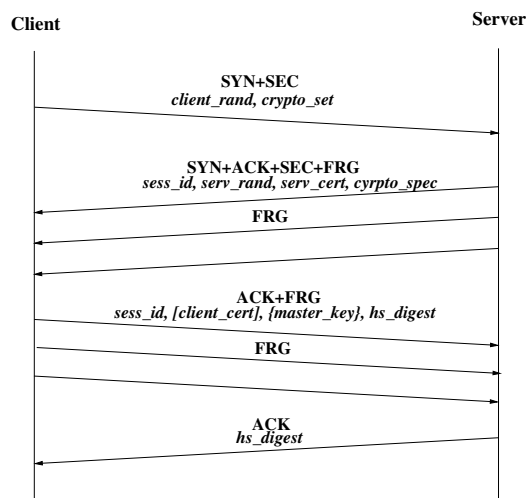 Client
Server
SYN+SEC
client_rand, crypto_set
SYN+ACK+SEC+FRG
sess_id, serv_rand, serv_cert, cyrpto_spec
FRG
ACK+FRG
sess_id, [client_cert], {master_key}, hs_digest
FRG
ACK
hs_digest